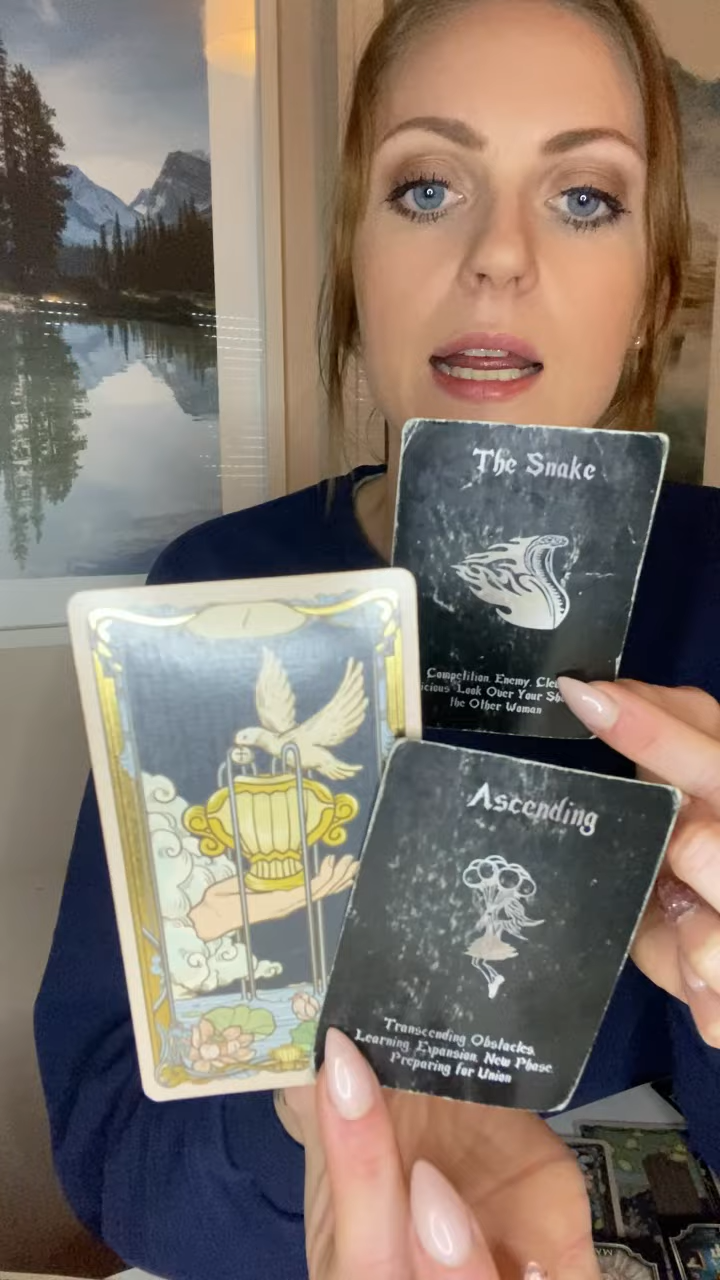 The Snake
Competition, Enemy,
Look Over Your
the Other Woman
Ascending
Transcending Obstacles,
Learning, Expansion, New Phase,
Preparing for Union